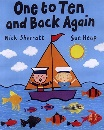 One to Ten
and Back Again
Nick Sharratt Sue Heap